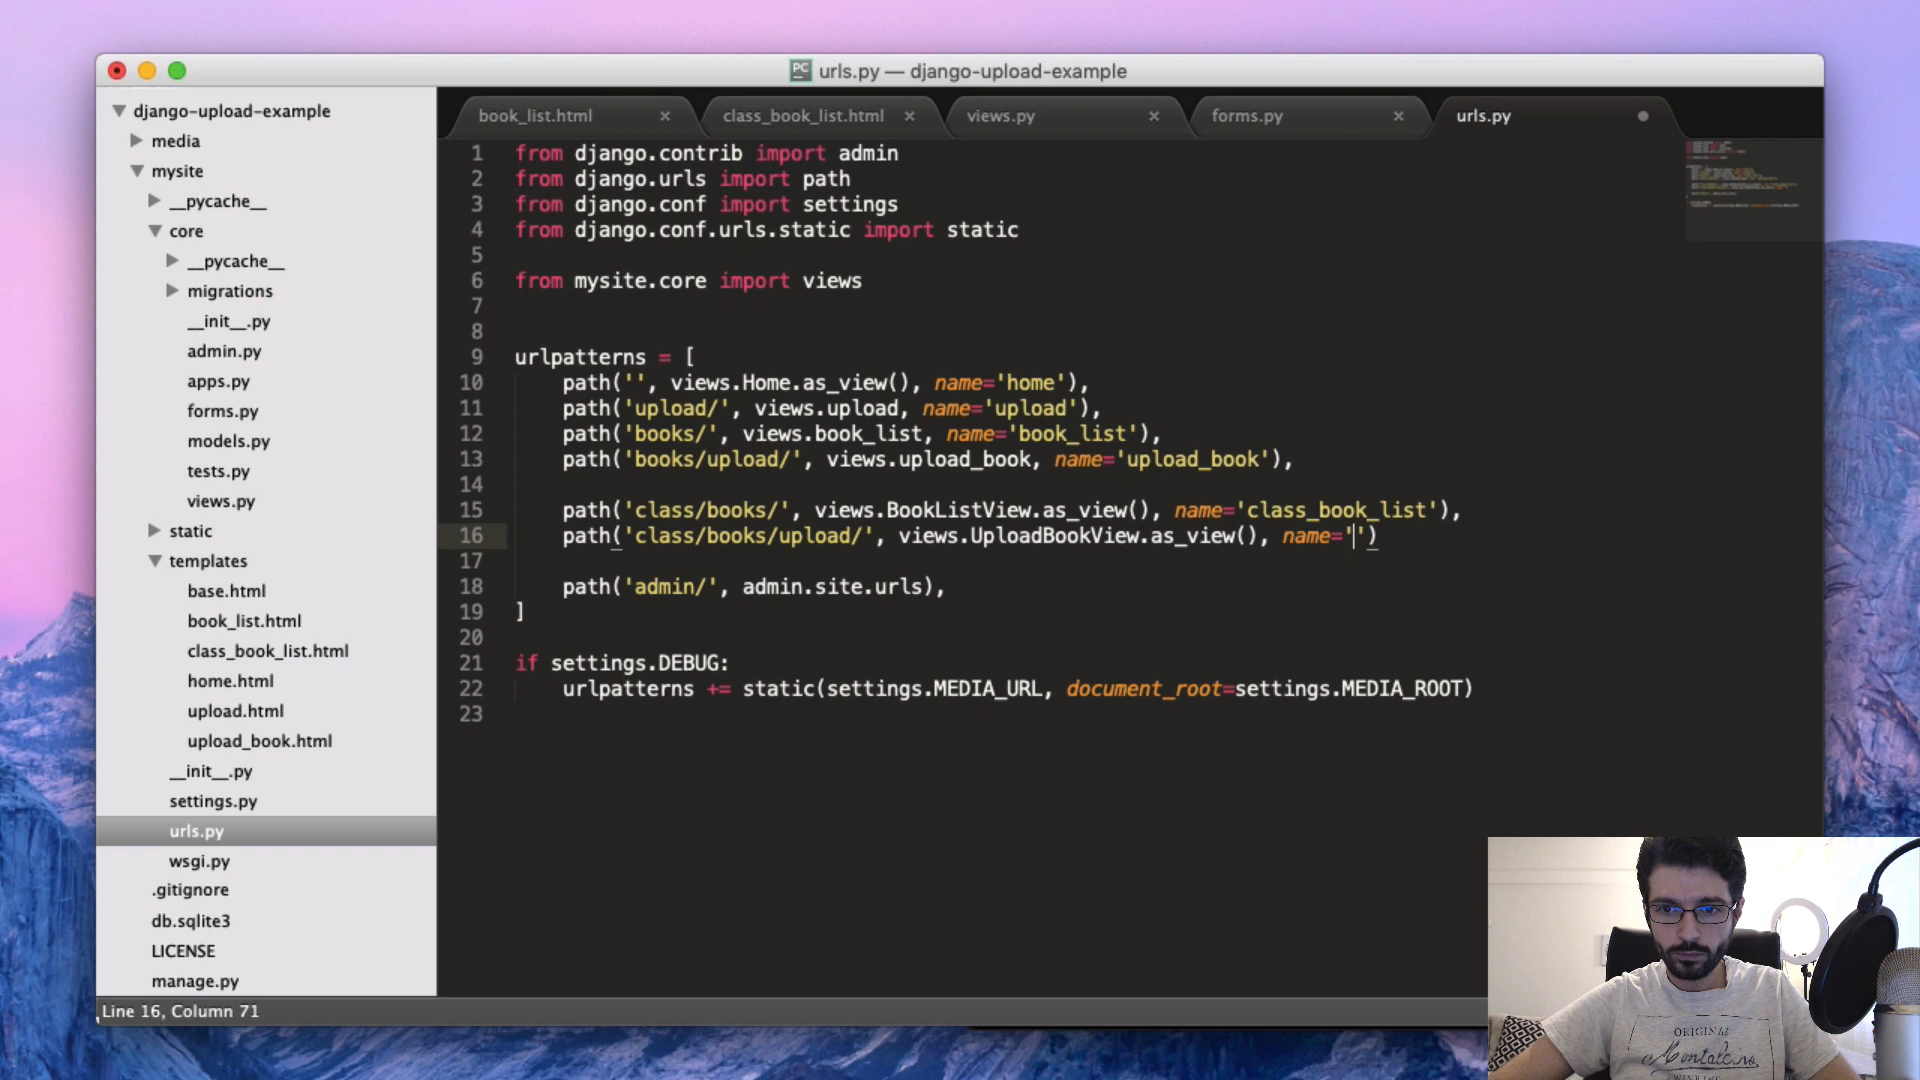 urls.py — django-upload-example
django-upload-example
media
mysite
__pycache__
core
__pycache__
migrations
__init__.py
admin.py
apps.py
forms.py
models.py
tests.py
views.py
static
templates
base.html
book_list.html
class_book_list.html
home.html
upload.html
upload_book.html
__init__.py
settings.py
urls.py
wsgi.py
.gitignore
db.sqlite3
LICENSE
manage.py
book_list.html × class_book_list.html × views.py × forms.py × urls.py
1 from django.contrib import admin
2 from django.urls import path
3 from django.conf import settings
4 from django.conf.urls.static import static
5
6 from mysite.core import views
7
8
9 urlpatterns = [
10 path('', views.Home.as_view(), name='home'),
11 path('upload/', views.upload, name='upload'),
12 path('books/', views.book_list, name='book_list'),
13 path('books/upload/', views.upload_book, name='upload_book'),
14
15 path('class/books/', views.BookListView.as_view(), name='class_book_list'),
16 path('class/books/upload/', views.UploadBookView.as_view(), name='')
17
18 path('admin/', admin.site.urls),
19 ]
20
21 if settings.DEBUG:
22 urlpatterns += static(settings.MEDIA_URL, document_root=settings.MEDIA_ROOT)
23
Line 16, Column 71
PC
ORIGINAL